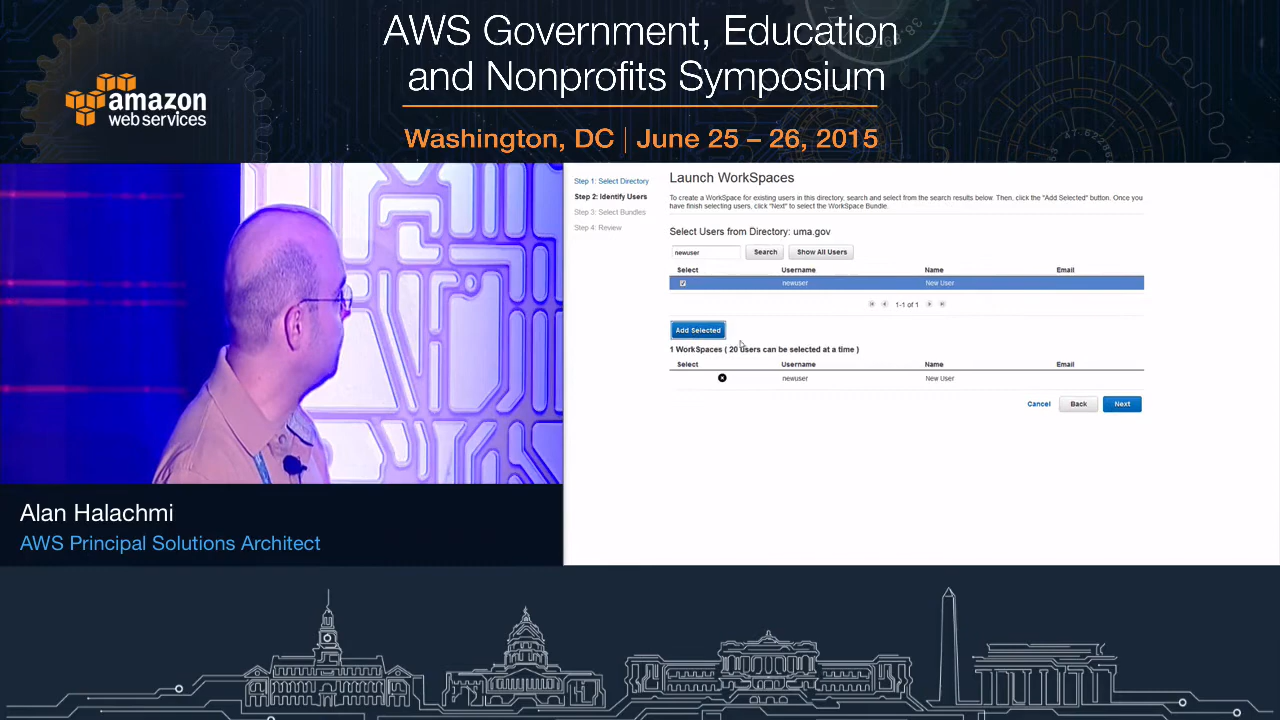 AWS Government, Education
and Nonprofits Symposium
amazon
web services
Washington, DC | June 25 – 26, 2015
Step 1: Select Directory
Step 2: Identify Users
Step 3: Select Bundles
Step 4: Review
Launch WorkSpaces
To create a WorkSpace for existing users in this directory, search and select from the search results below. Then, click the "Add Selected" button. Once you
have finish selecting users, click "Next" to select the WorkSpace Bundle.
Select Users from Directory: uma.gov
newuser Search Show All Users
Select Username Name Email
newuser New User
1-1 of 1
Add Selected
1 WorkSpaces ( 20 users can be selected at a time )
Select Username Name Email
newuser New User
Cancel Back Next
Alan Halachmi
AWS Principal Solutions Architect